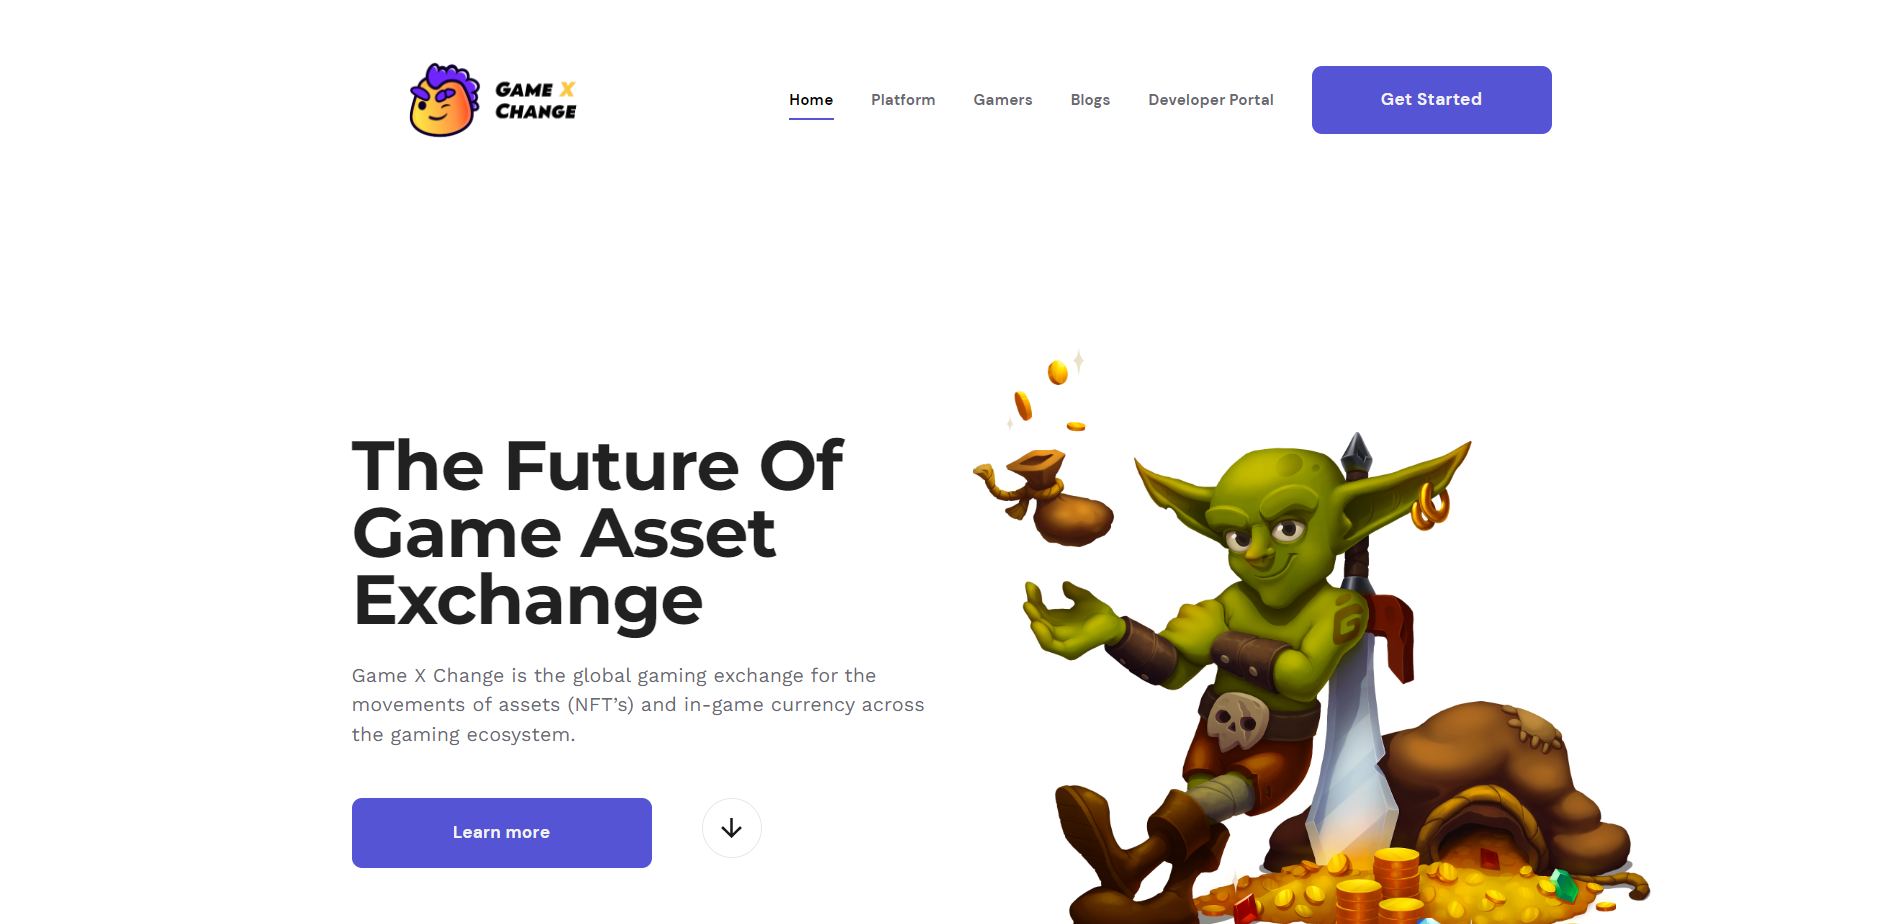 GAME X
CHANGE
Home
Platform
Gamers
Blogs
Developer Portal
Get Started
The Future Of
Game Asset
Exchange
Game X Change is the global gaming exchange for the
movements of assets (NFT’s) and in-game currency across
the gaming ecosystem.
Learn more
G